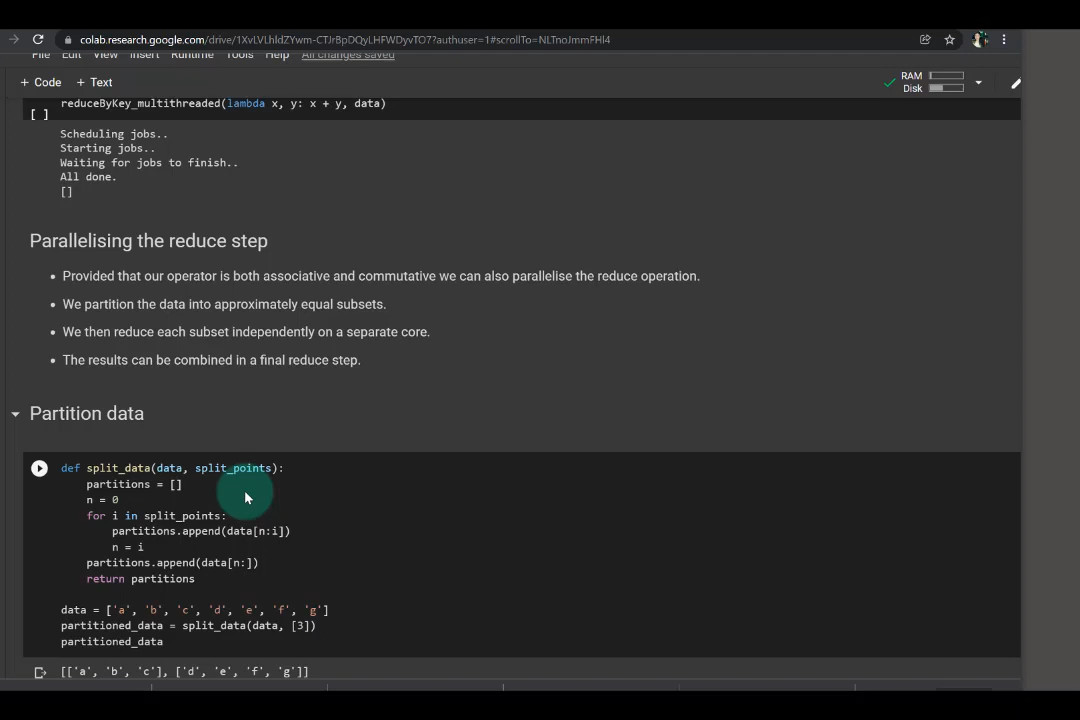 colab.research.google.com/drive/1XvLVLhldZYwm-CTJrBpDQyLHFWDyvTO7?authuser=1#scrollTo=NLTnoJmmFHl4
File Edit View Insert Runtime Tools Help All changes saved
+ Code + Text
RAM
Disk
reduceByKey_multithreaded(lambda x, y: x + y, data)
[ ]
Scheduling jobs..
Starting jobs..
Waiting for jobs to finish..
All done.
[]
Parallelising the reduce step
• Provided that our operator is both associative and commutative we can also parallelise the reduce operation.
• We partition the data into approximately equal subsets.
• We then reduce each subset independently on a separate core.
• The results can be combined in a final reduce step.
Partition data
def split_data(data, split_points):
partitions = []
n = 0
for i in split_points:
partitions.append(data[n:i])
n = i
partitions.append(data[n:])
return partitions
data = ['a', 'b', 'c', 'd', 'e', 'f', 'g']
partitioned_data = split_data(data, [3])
partitioned_data
[['a', 'b', 'c'], ['d', 'e', 'f', 'g']]